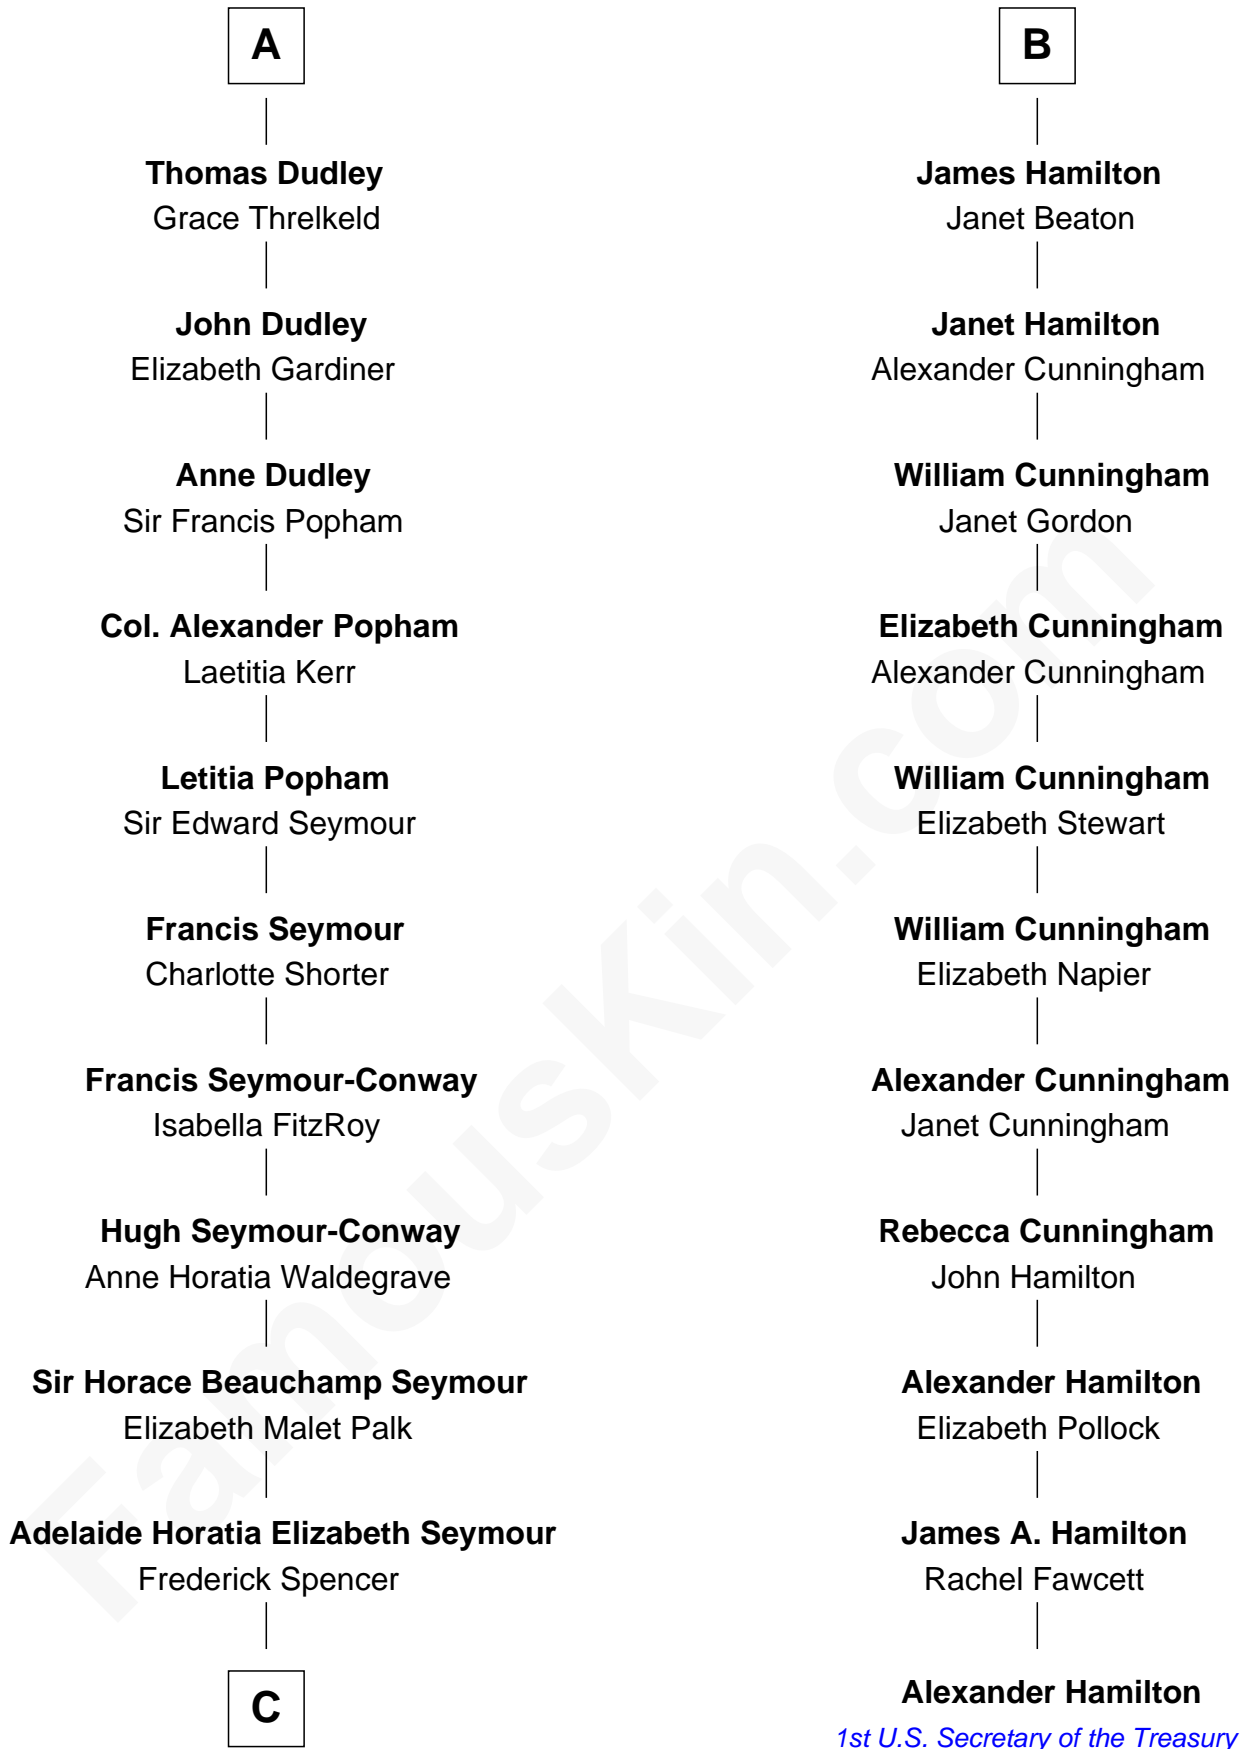 A
Thomas Dudley
Grace Threlkeld
John Dudley
Elizabeth Gardiner
Anne Dudley
Sir Francis Popham
Col. Alexander Popham
Laetitia Kerr
Letitia Popham
Sir Edward Seymour
Francis Seymour
Charlotte Shorter
Francis Seymour-Conway
Isabella FitzRoy
Hugh Seymour-Conway
Anne Horatia Waldegrave
Sir Horace Beauchamp Seymour
Elizabeth Malet Palk
Adelaide Horatia Elizabeth Seymour
Frederick Spencer
C
B
James Hamilton
Janet Beaton
Janet Hamilton
Alexander Cunningham
William Cunningham
Janet Gordon
Elizabeth Cunningham
Alexander Cunningham
William Cunningham
Elizabeth Stewart
William Cunningham
Elizabeth Napier
Alexander Cunningham
Janet Cunningham
Rebecca Cunningham
John Hamilton
Alexander Hamilton
Elizabeth Pollock
James A. Hamilton
Rachel Fawcett
Alexander Hamilton
1st U.S. Secretary of the Treasury
FamousKin.com